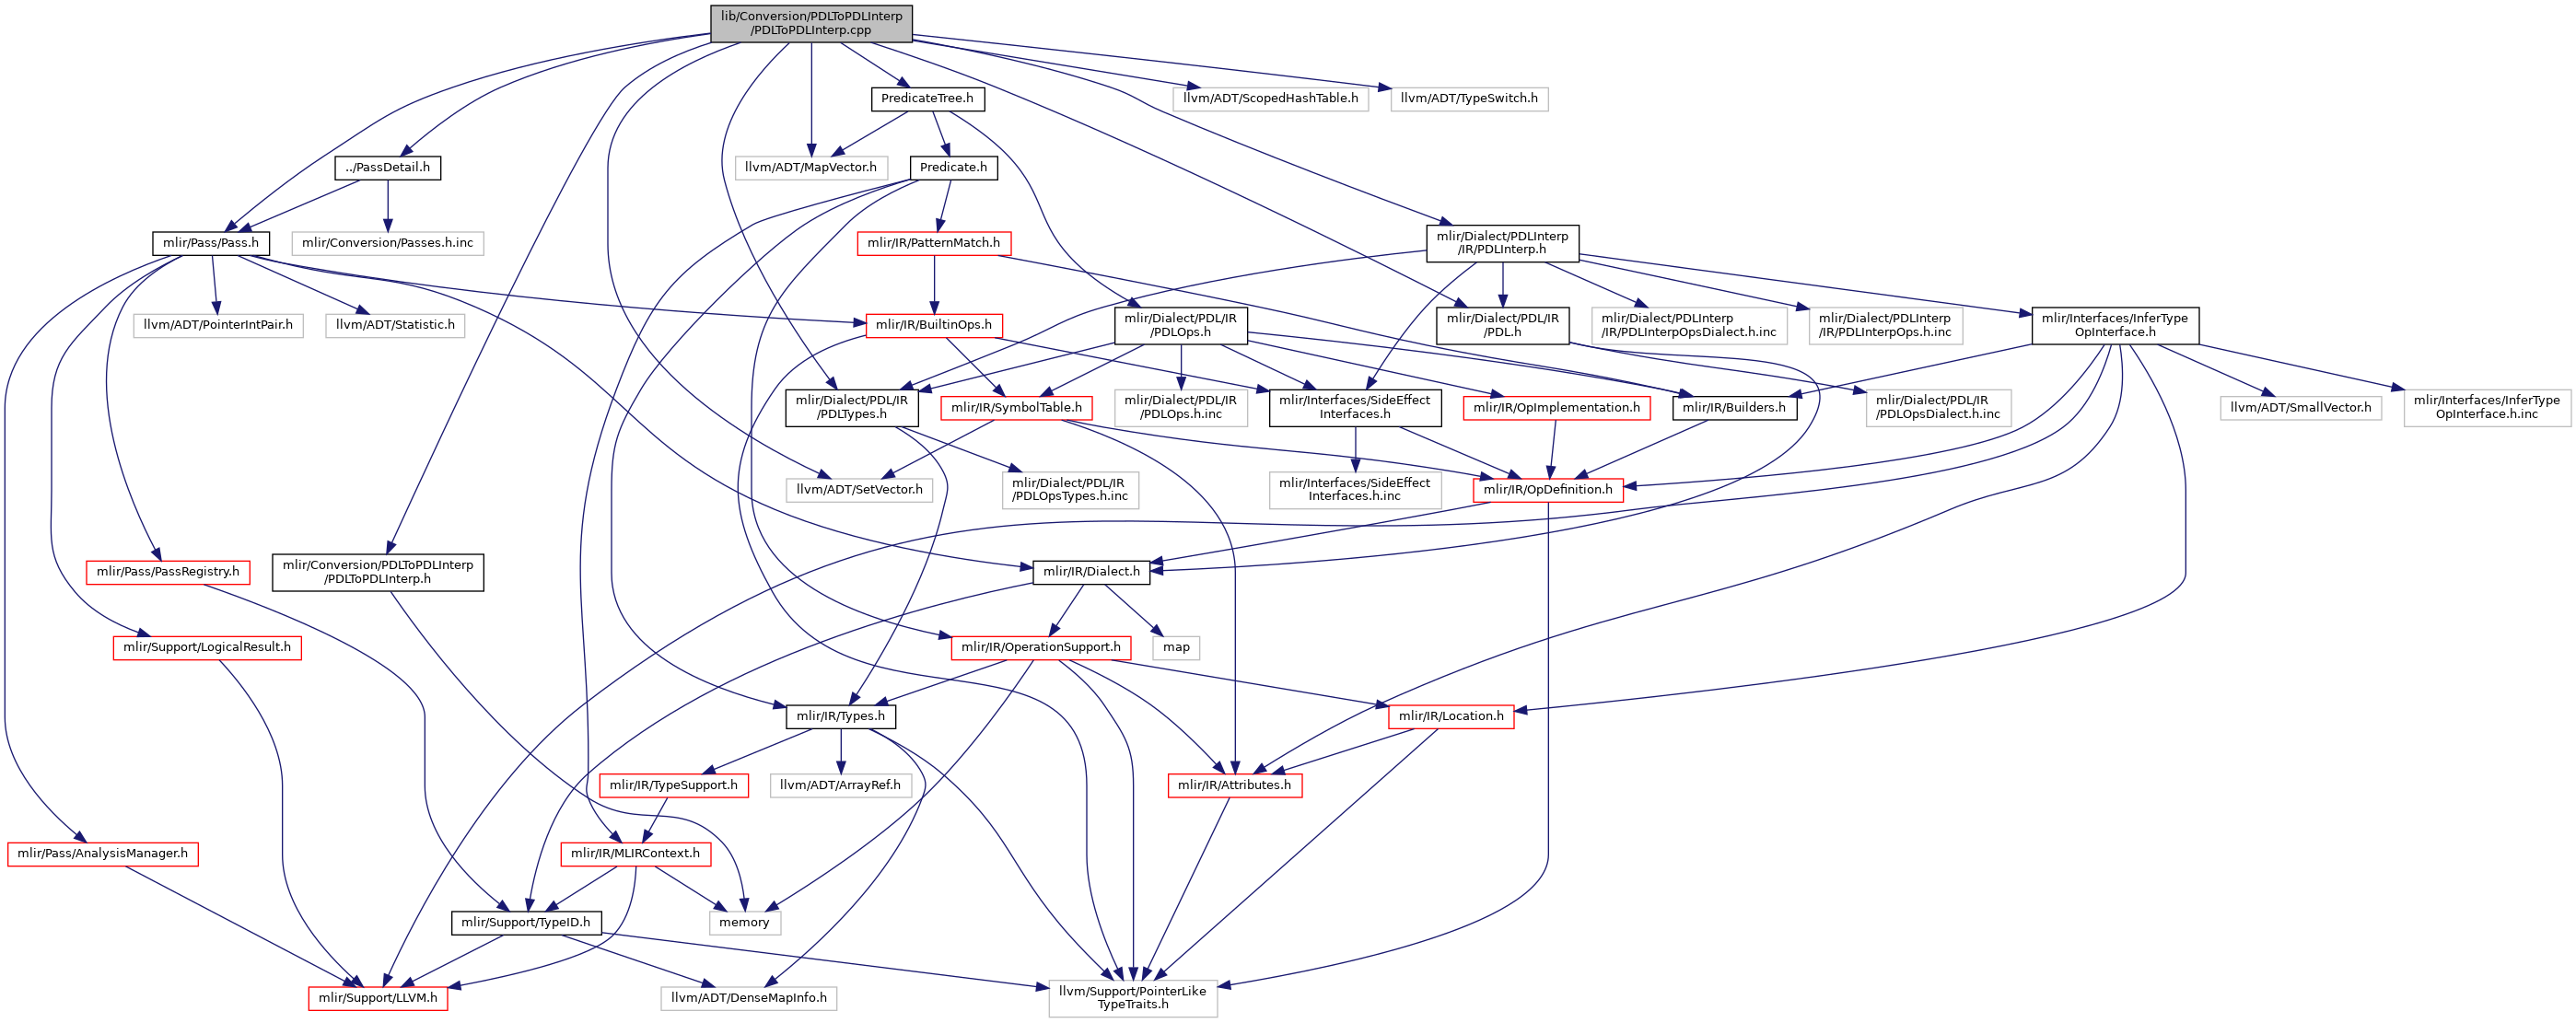 lib/Conversion/PDLToPDLInterp
/PDLToPDLInterp.cpp
PredicateTree.h
llvm/ADT/ScopedHashTable.h
llvm/ADT/TypeSwitch.h
../PassDetail.h
llvm/ADT/MapVector.h
Predicate.h
mlir/Pass/Pass.h
mlir/Conversion/Passes.h.inc
mlir/IR/PatternMatch.h
mlir/Dialect/PDLInterp
/IR/PDLInterp.h
llvm/ADT/PointerIntPair.h
llvm/ADT/Statistic.h
mlir/IR/BuiltinOps.h
mlir/Dialect/PDL/IR
/PDLOps.h
mlir/Dialect/PDL/IR
/PDL.h
mlir/Dialect/PDLInterp
/IR/PDLInterpOpsDialect.h.inc
mlir/Dialect/PDLInterp
/IR/PDLInterpOps.h.inc
mlir/Interfaces/InferType
OpInterface.h
mlir/Dialect/PDL/IR
/PDLTypes.h
mlir/IR/SymbolTable.h
mlir/Dialect/PDL/IR
/PDLOps.h.inc
mlir/Interfaces/SideEffect
Interfaces.h
mlir/IR/OpImplementation.h
mlir/IR/Builders.h
mlir/Dialect/PDL/IR
/PDLOpsDialect.h.inc
llvm/ADT/SmallVector.h
mlir/Interfaces/InferType
OpInterface.h.inc
llvm/ADT/SetVector.h
mlir/Dialect/PDL/IR
/PDLOpsTypes.h.inc
mlir/Interfaces/SideEffect
Interfaces.h.inc
mlir/IR/OpDefinition.h
mlir/Pass/PassRegistry.h
mlir/Conversion/PDLToPDLInterp
/PDLToPDLInterp.h
mlir/IR/Dialect.h
mlir/Support/LogicalResult.h
mlir/IR/OperationSupport.h
map
mlir/IR/Types.h
mlir/IR/Location.h
mlir/IR/TypeSupport.h
llvm/ADT/ArrayRef.h
mlir/IR/Attributes.h
mlir/Pass/AnalysisManager.h
mlir/IR/MLIRContext.h
mlir/Support/TypeID.h
memory
mlir/Support/LLVM.h
llvm/ADT/DenseMapInfo.h
llvm/Support/PointerLike
TypeTraits.h